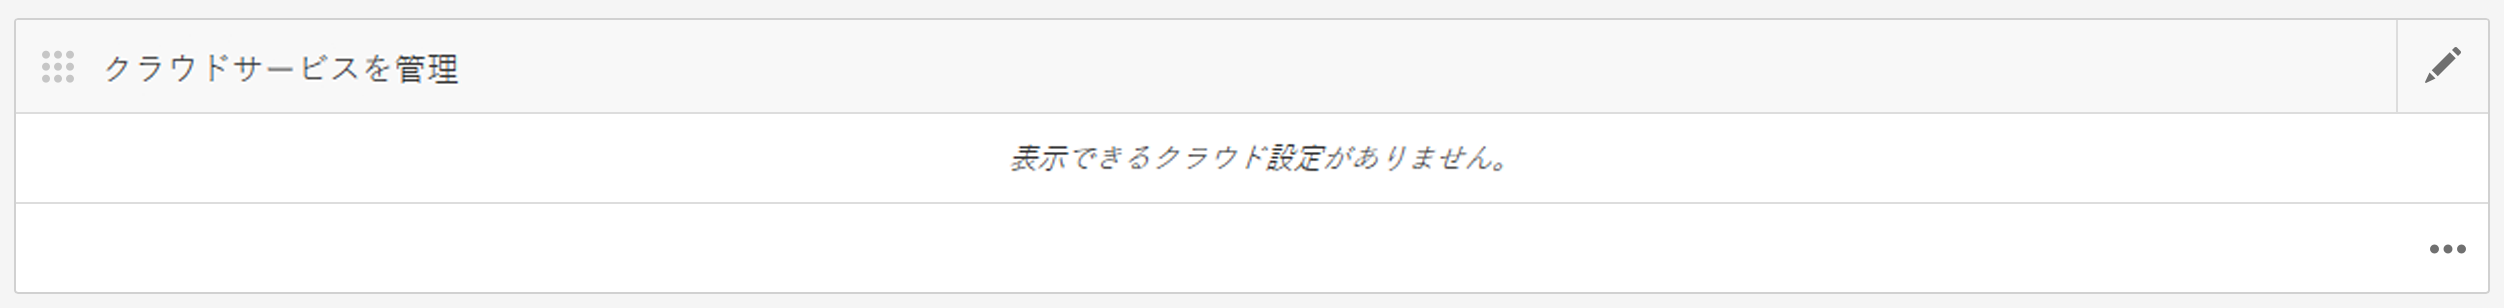 クラウドサービスを管理
表示できるクラウド設定がありません。